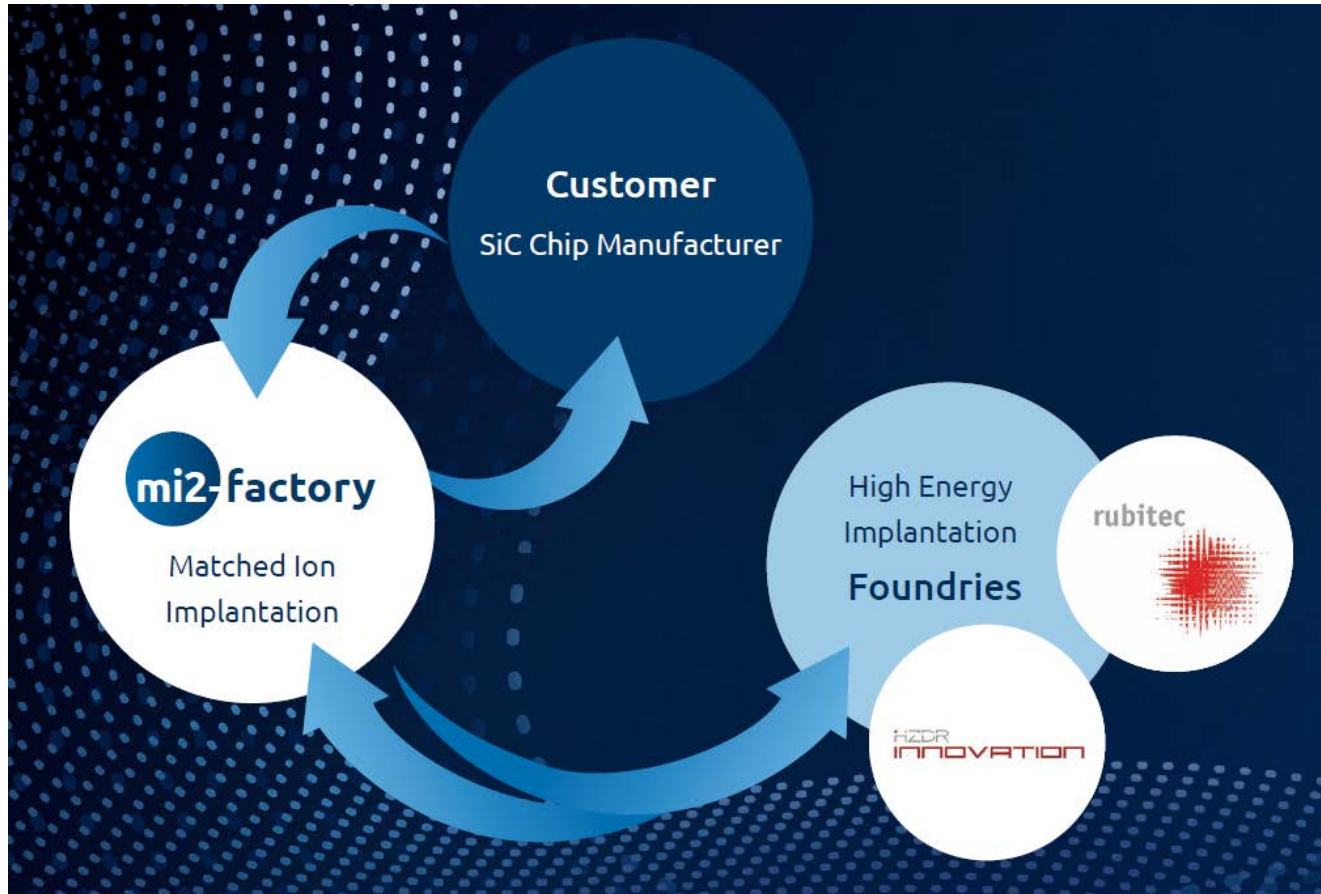 Customer
SiC Chip Manufacturer
mi2-factory
Matched Ion
Implantation
High Energy
Implantation
Foundries
rubitec
HZDR
INNOVATION